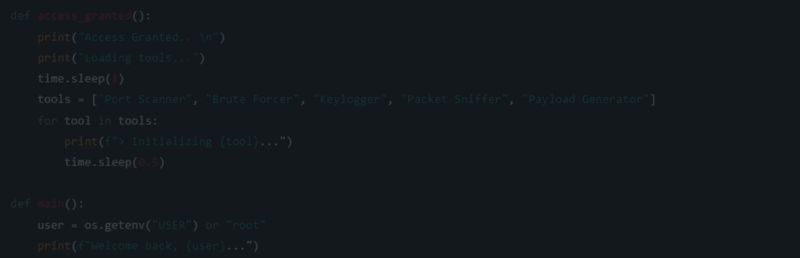 def access_granted():
    print("Access Granted.. \n")
    print("Loading tools...")
    time.sleep(1)
    tools = ["Port Scanner", "Brute Forcer", "Keylogger", "Packet Sniffer", "Payload Generator"]
    for tool in tools:
        print(f"> Initializing {tool}...")
        time.sleep(0.5)
def main():
    user = os.getenv("USER") or "root"
    print(f"Welcome back, {user}...")